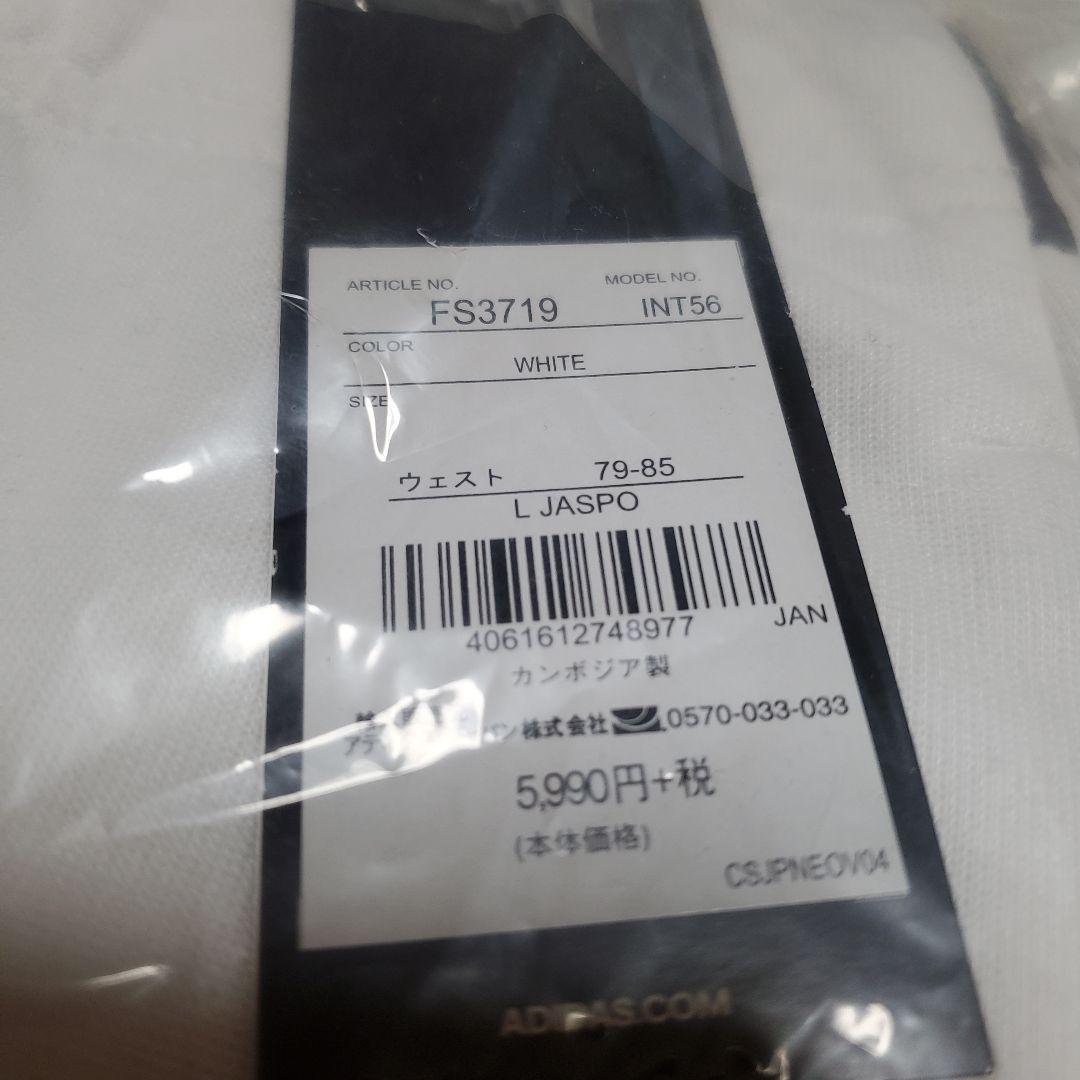 ARTICLE NO. MODEL NO.
FS3719 INT56
COLOR
WHITE
SIZE
ウェスト 79-85
L JASPO
4061612748977 JAN
カンボジア製
パン株式会社 0570-033-033
5,990円+税
(本体価格)
CSJPNEOV04
ADIDAS.COM